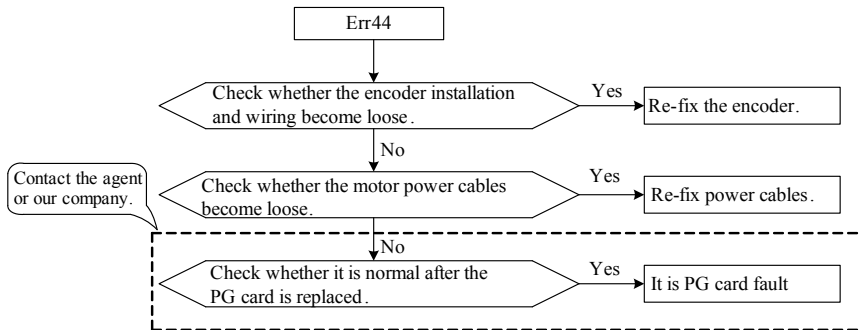 Err44
Check whether the encoder installation
and wiring become loose.
Yes
Re-fix the encoder.
No
Contact the agent
or our company.
Check whether the motor power cables
become loose.
Yes
Re-fix power cables.
No
Check whether it is normal after the
PG card is replaced.
Yes
It is PG card fault